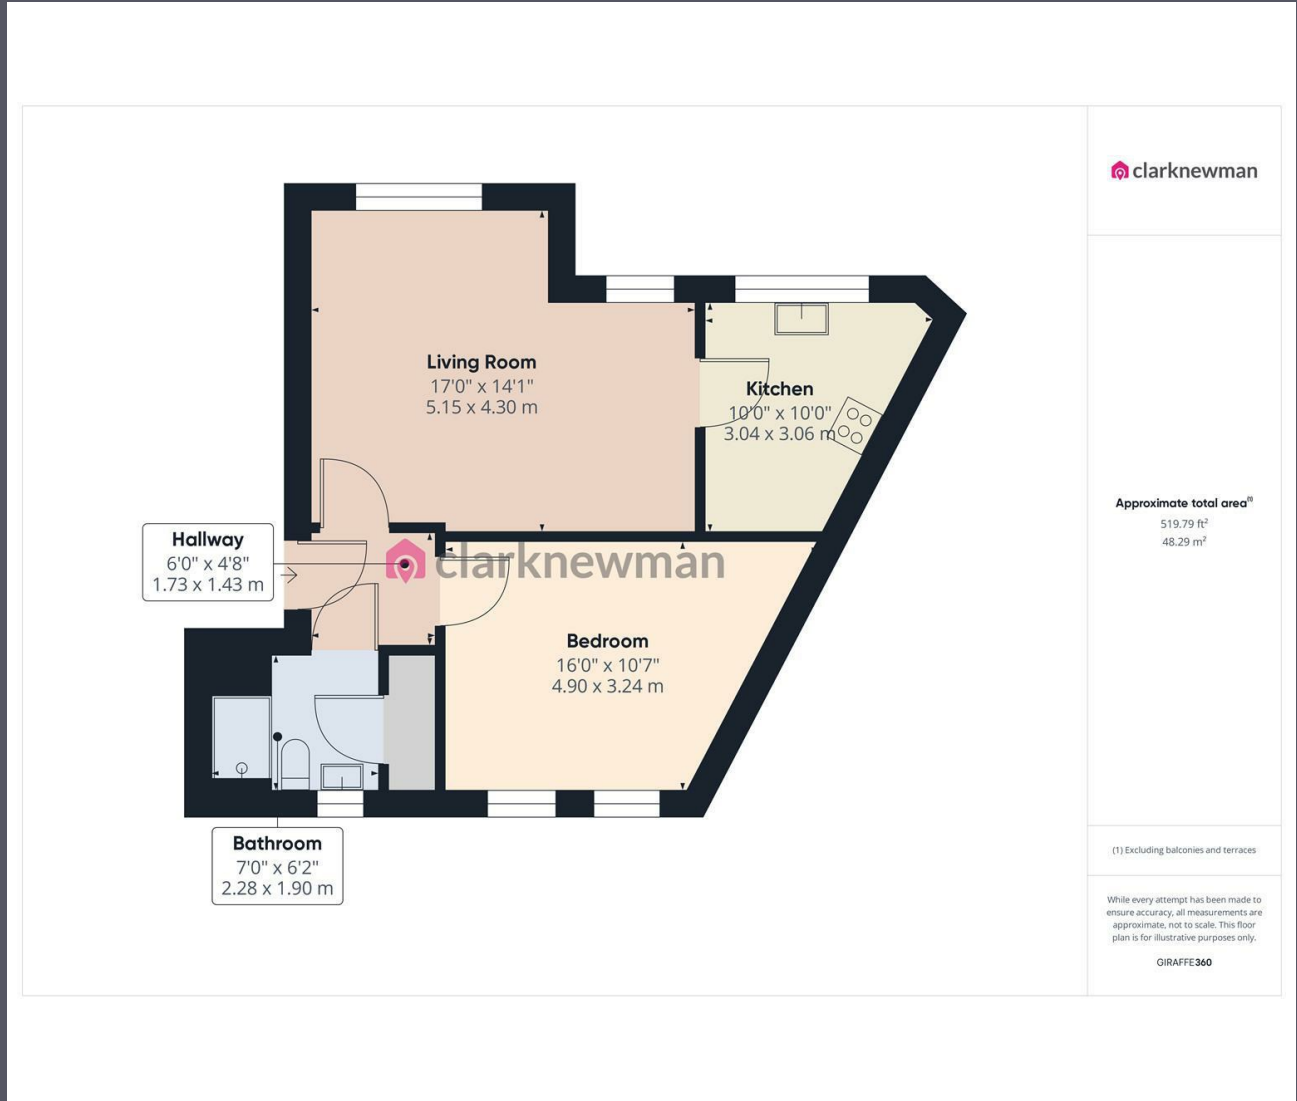 clarknewman
Living Room
17'0" x 14'1"
5.15 x 4.30 m
Kitchen
10'0" x 10'0"
3.04 x 3.06 m
Hallway
6'0" x 4'8"
1.73 x 1.43 m
clarknewman
Bedroom
16'0" x 10'7"
4.90 x 3.24 m
Bathroom
7'0" x 6'2"
2.28 x 1.90 m
Approximate total area⁽¹⁾
519.79 ft²
48.29 m²
(1) Excluding balconies and terraces
While every attempt has been made to
ensure accuracy, all measurements are
approximate, not to scale. This floor
plan is for illustrative purposes only.
GIRAFFE360